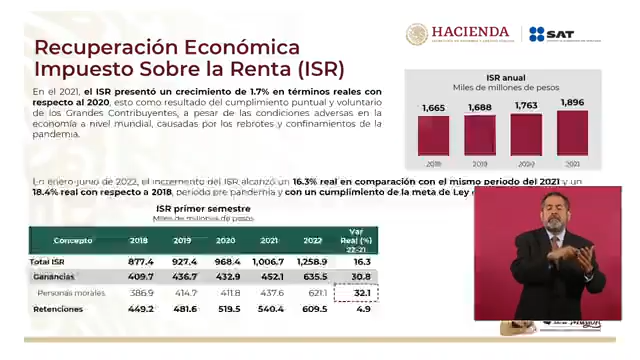 HACIENDA
SAT
Recuperación Económica
Impuesto Sobre la Renta (ISR)
En el 2021, el ISR presentó un crecimiento de 1.7% en términos reales con
respecto al 2020, esto como resultado del cumplimiento puntual y voluntario
de los Grandes Contribuyentes, a pesar de las condiciones adversas en la
economía a nivel mundial, causadas por los rebrotes y confinamientos de la
pandemia.
ISR anual
Miles de millones de pesos
1,665 1,688 1,763 1,896
2018 2019 2020 2021
En enero-junio de 2022, el incremento del ISR alcanzó un 16.3% real en comparación con el mismo periodo del 2021 y un
18.4% real con respecto a 2018, periodo pre pandemia y con un cumplimiento de la meta de Ley
ISR primer semestre
Miles de millones de pesos
Concepto 2018 2019 2020 2021 2022 Var Real (%) 22-21
Total ISR 877.4 927.4 968.4 1,006.7 1,258.9 16.3
Ganancias 409.7 436.7 432.9 452.1 635.5 30.8
Personas morales 386.9 414.7 411.8 437.6 621.1 32.1
Retenciones 449.2 481.6 519.5 540.4 609.5 4.9